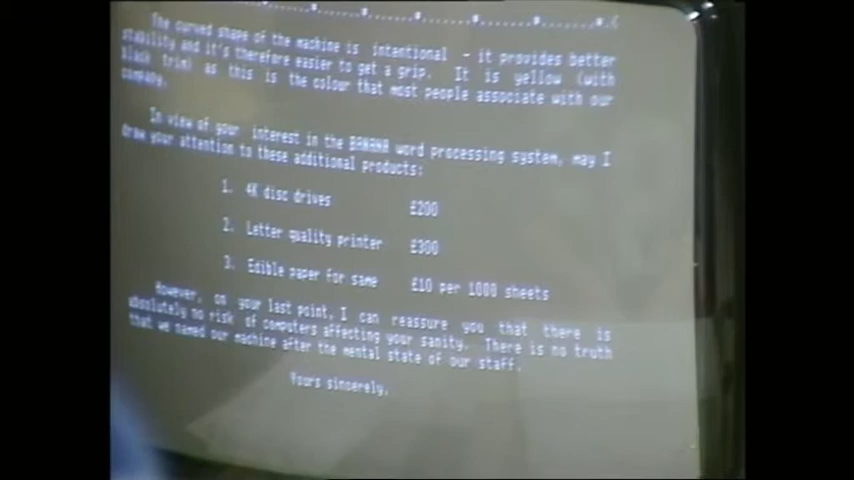 The curved shape of the machine is intentional - it provides better
stability and it's therefore easier to get a grip. It is yellow (with
black trim) as this is the colour that most people associate with our
company.
In view of your interest in the BANANA word processing system, may I
draw your attention to these additional products:
1. 4K disc drives £200
2. Letter quality printer £300
3. Edible paper for same £10 per 1000 sheets
However, on your last point, I can reassure you that there is
absolutely no risk of computers affecting your sanity. There is no truth
that we named our machine after the mental state of our staff.
Yours sincerely,